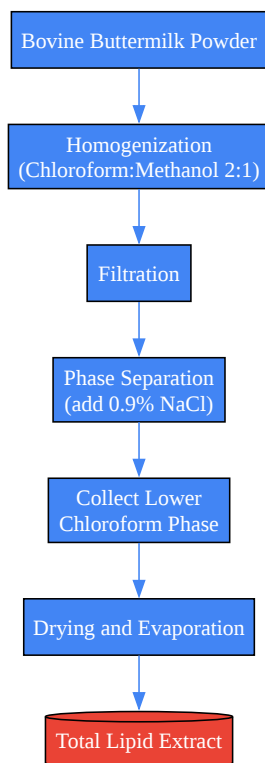 Bovine Buttermilk Powder
Homogenization
(Chloroform:Methanol 2:1)
Filtration
Phase Separation
(add 0.9% NaCl)
Collect Lower
Chloroform Phase
Drying and Evaporation
Total Lipid Extract